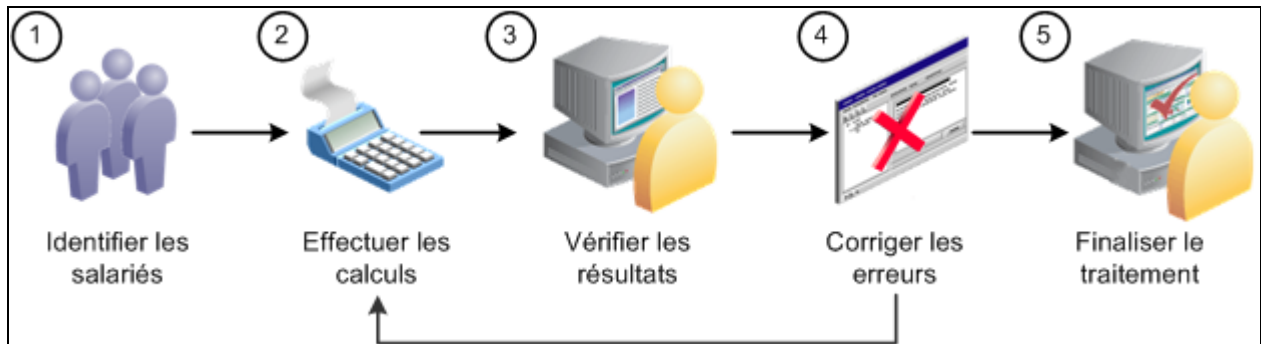 1
2
3
4
5
Identifier les
salariés
Effectuer les
calculs
Vérifier les
résultats
Corriger les
erreurs
Finaliser le
traitement